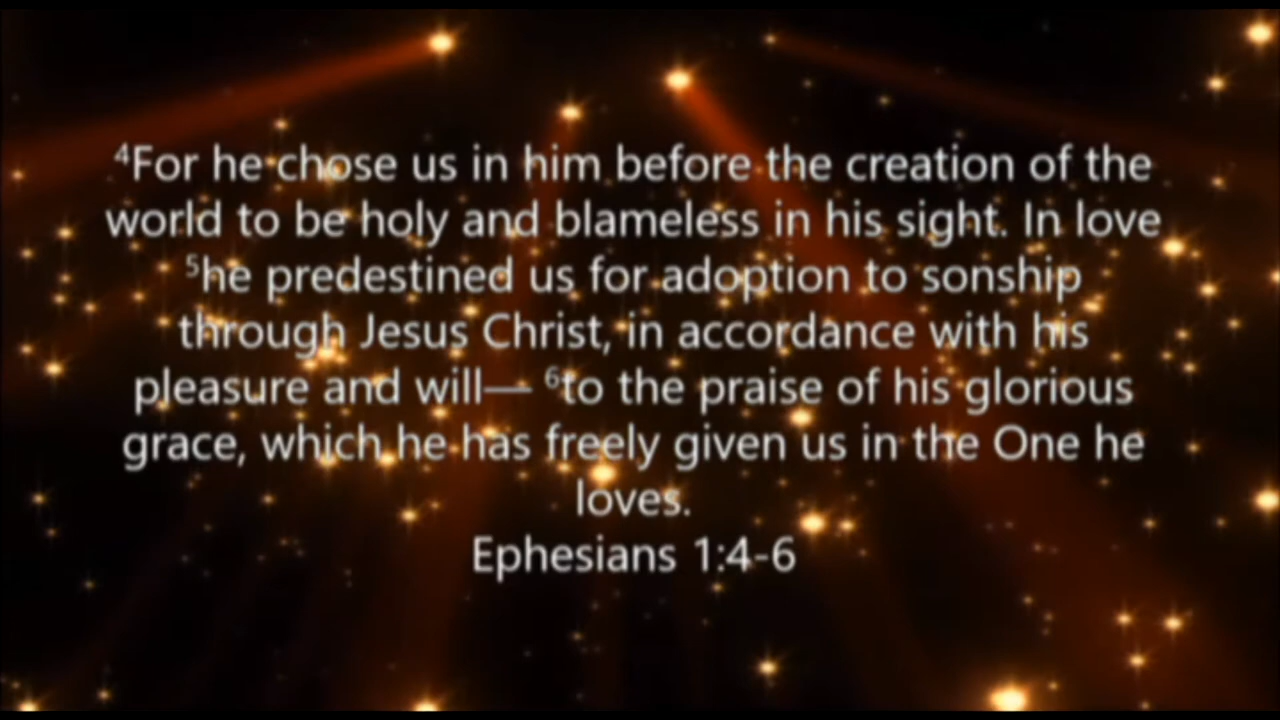 ⁴For he chose us in him before the creation of the
world to be holy and blameless in his sight. In love
⁵he predestined us for adoption to sonship
through Jesus Christ, in accordance with his
pleasure and will— ⁶to the praise of his glorious
grace, which he has freely given us in the One he
loves.
Ephesians 1:4-6